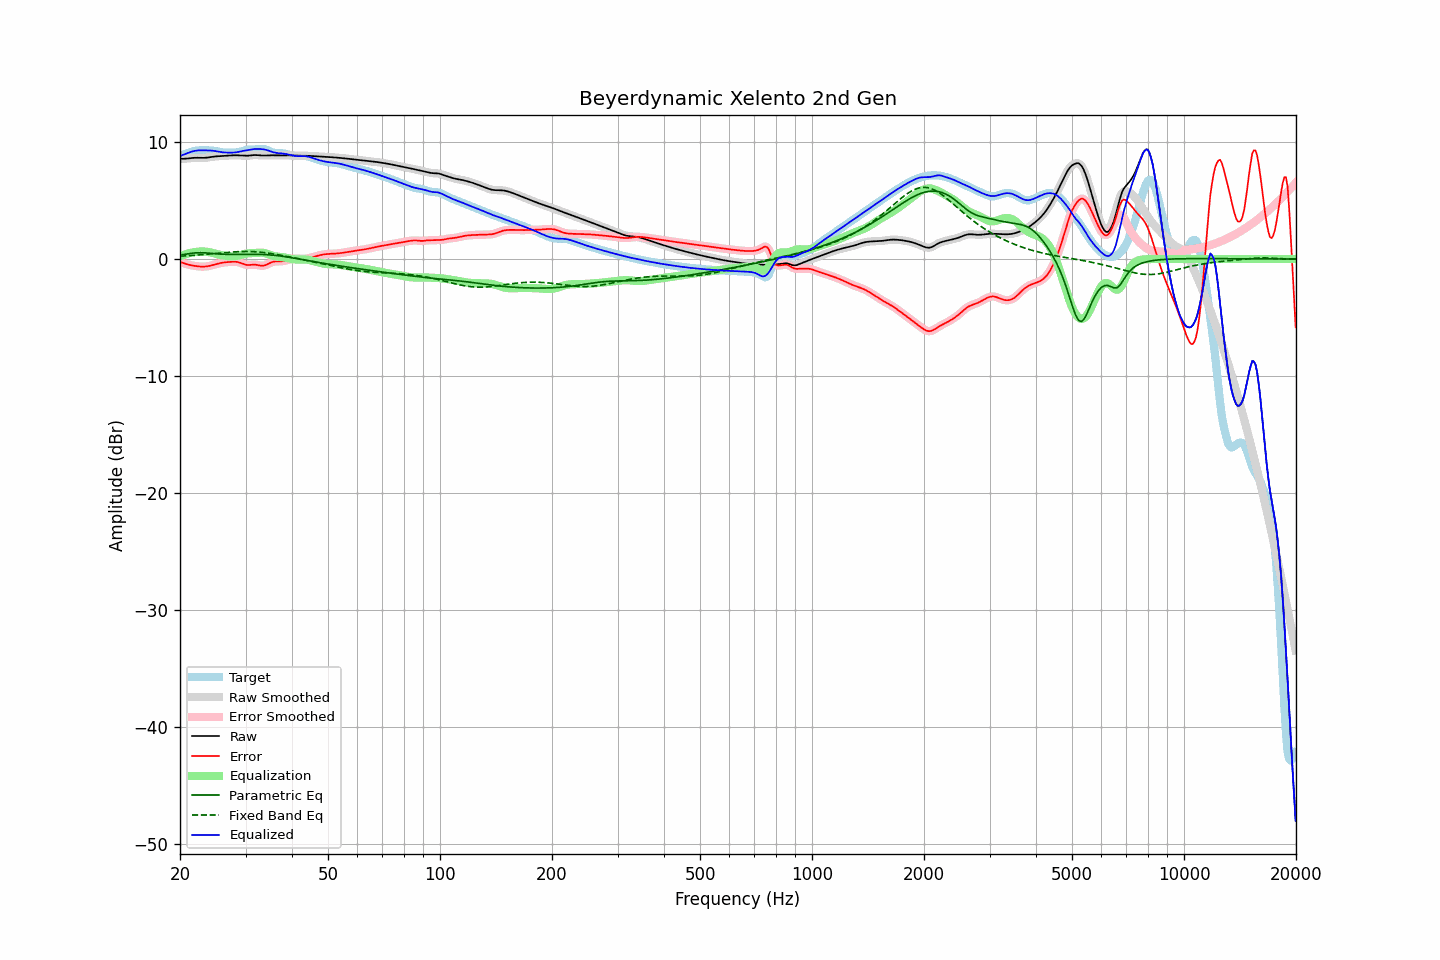 Beyerdynamic Xelento 2nd Gen
10
0
−10
−20
−30
−40
−50
Amplitude (dBr)
Target
Raw Smoothed
Error Smoothed
Raw
Error
Equalization
Parametric Eq
Fixed Band Eq
Equalized
20 50 100 200 500 1000 2000 5000 10000 20000
Frequency (Hz)